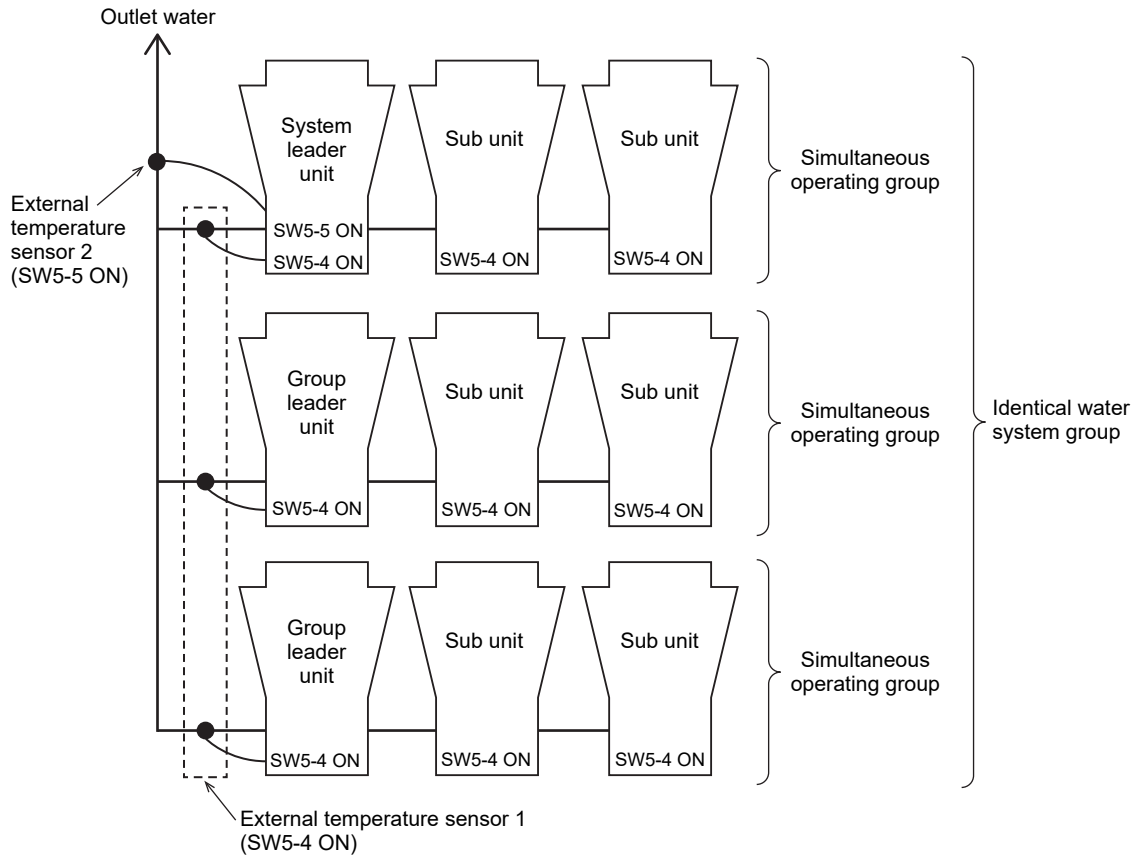 Outlet water
External
temperature
sensor 2
(SW5-5 ON)
System
leader
unit
SW5-5 ON
SW5-4 ON
Sub unit
SW5-4 ON
Sub unit
SW5-4 ON
Simultaneous
operating group
Group
leader
unit
SW5-4 ON
Sub unit
SW5-4 ON
Sub unit
SW5-4 ON
Simultaneous
operating group
Identical water
system group
Group
leader
unit
SW5-4 ON
Sub unit
SW5-4 ON
Sub unit
SW5-4 ON
Simultaneous
operating group
External temperature sensor 1
(SW5-4 ON)